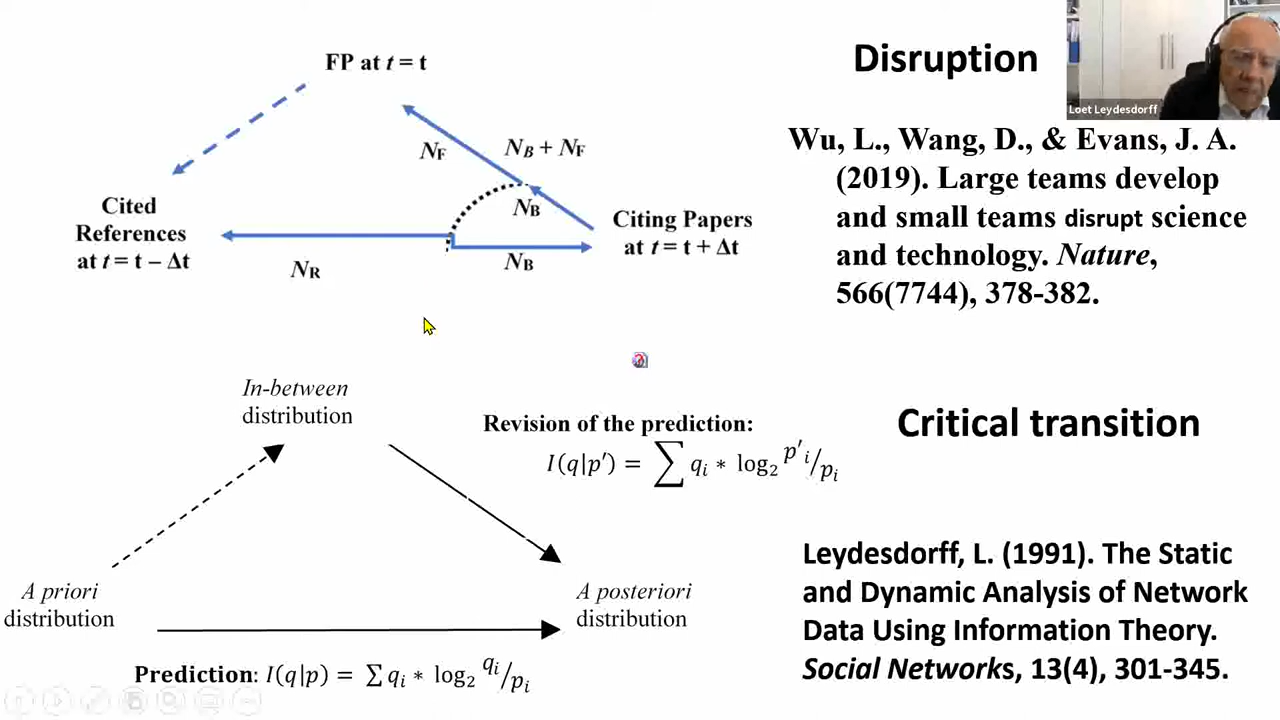 FP at t = t
N_F
N_B + N_F
N_B
Cited
References
at t = t – Δt
N_R
N_B
Citing Papers
at t = t + Δt
Disruption
Loet Leydesdorff
Wu, L., Wang, D., & Evans, J. A.
(2019). Large teams develop
and small teams disrupt science
and technology. Nature,
566(7744), 378-382.
In-between
distribution
Revision of the prediction:
I(q|p′) = ∑ q_i * log₂ p′_i/p_i
Critical transition
A priori
distribution
A posteriori
distribution
Prediction: I(q|p) = ∑ q_i * log₂ q_i/p_i
Leydesdorff, L. (1991). The Static
and Dynamic Analysis of Network
Data Using Information Theory.
Social Networks, 13(4), 301-345.